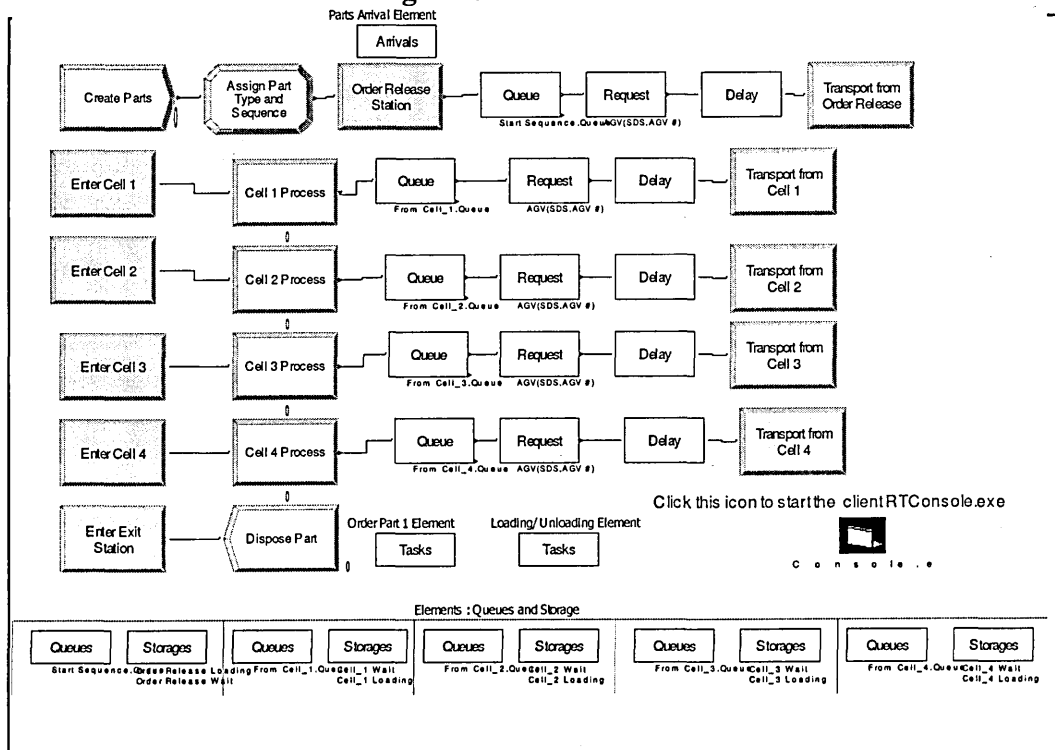 Parts Arrival Element
Arrivals
Create Parts
Assign Part
Type and
Sequence
Order Release
Station
Queue
Start Sequence.Queue
Request
AGV(SDS,AGV #)
Delay
Transport from
Order Release
Enter Cell 1
Cell 1 Process
Queue
From Cell_1.Queue
Request
AGV(SDS,AGV #)
Delay
Transport from
Cell 1
Enter Cell 2
Cell 2 Process
Queue
From Cell_2.Queue
Request
AGV(SDS,AGV #)
Delay
Transport from
Cell 2
Enter Cell 3
Cell 3 Process
Queue
From Cell_3.Queue
Request
AGV(SDS,AGV #)
Delay
Transport from
Cell 3
Enter Cell 4
Cell 4 Process
Queue
From Cell_4.Queue
Request
AGV(SDS,AGV #)
Delay
Transport from
Cell 4
Enter Exit
Station
Dispose Part
Order Part 1 Element
Tasks
Loading/Unloading Element
Tasks
Click this icon to start the clientRTConsole.exe
Console.e
Elements : Queues and Storage
Queues
Start Sequence.
Storages
Order Release Loading
Order Release Wait
Queues
From Cell_1.Queue
Storages
Cell_1 Wait
Cell_1 Loading
Queues
From Cell_2.Queue
Storages
Cell_2 Wait
Cell_2 Loading
Queues
From Cell_3.Queue
Storages
Cell_3 Wait
Cell_3 Loading
Queues
From Cell_4.Queue
Storages
Cell_4 Wait
Cell_4 Loading